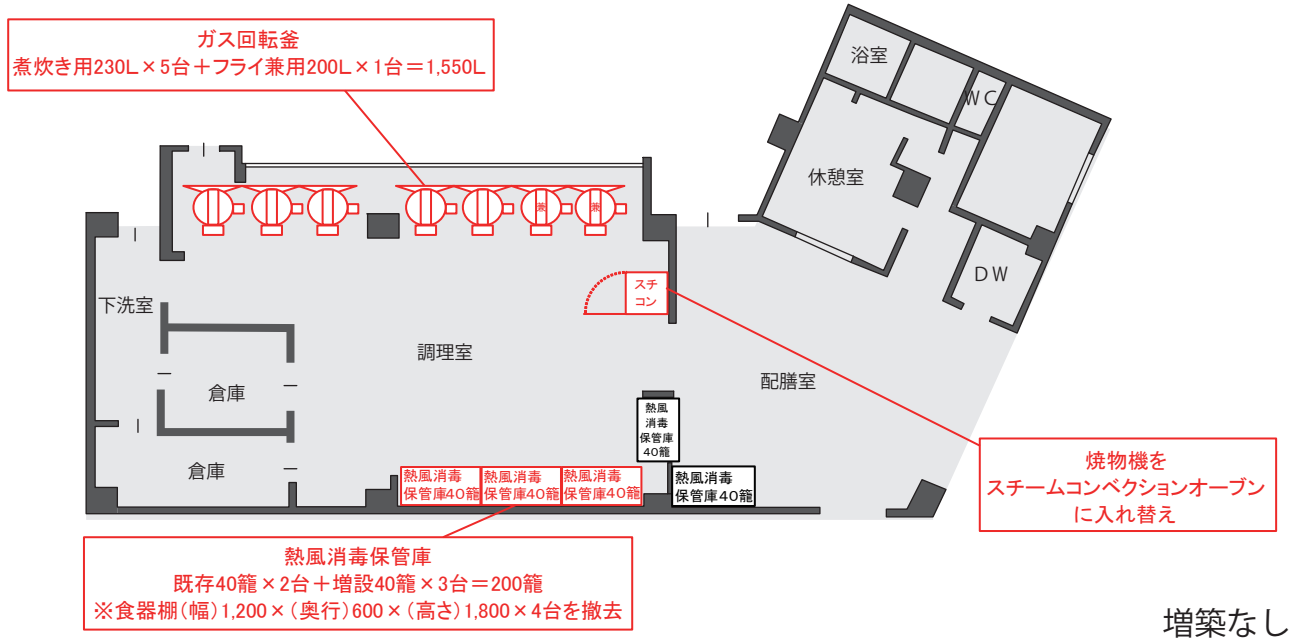 ガス回転釜
煮炊き用230L×5台+フライ兼用200L×1台=1,550L
浴室
WC
休憩室
兼
兼
DW
スチ
コン
下洗室
調理室
倉庫
配膳室
熱風
消毒
保管庫
40籠
倉庫
熱風消毒
保管庫40籠
熱風消毒
保管庫40籠
熱風消毒
保管庫40籠
熱風消毒
保管庫40籠
焼物機を
スチームコンベクションオーブン
に入れ替え
熱風消毒保管庫
既存40籠×2台+増設40籠×3台=200籠
※食器棚(幅)1,200×(奥行)600×(高さ)1,800×4台を撤去
増築なし